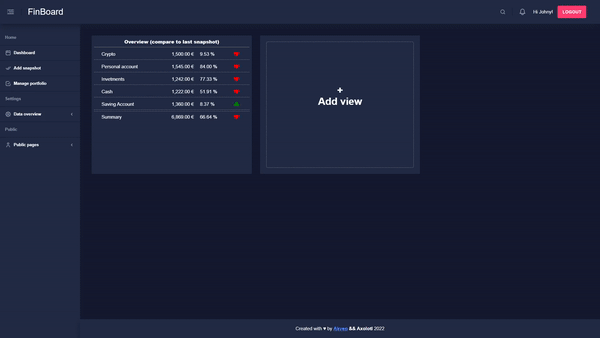 FinBoard
Hi Johny!
LOGOUT
Home
Dashboard
Add snapshot
Manage portfolio
Settings
Data overview
Public
Public pages
Overview (compare to last snapshot)
Crypto 1,500.00 € 9.53 %
Personal account 1,545.00 € 84.00 %
Invetments 1,242.00 € 77.33 %
Cash 1,222.00 € 51.91 %
Saving Account 1,360.00 € 8.37 %
Summary 6,869.00 € 66.64 %
+
Add view
Created with ♥ by Akven && Axolotl 2022